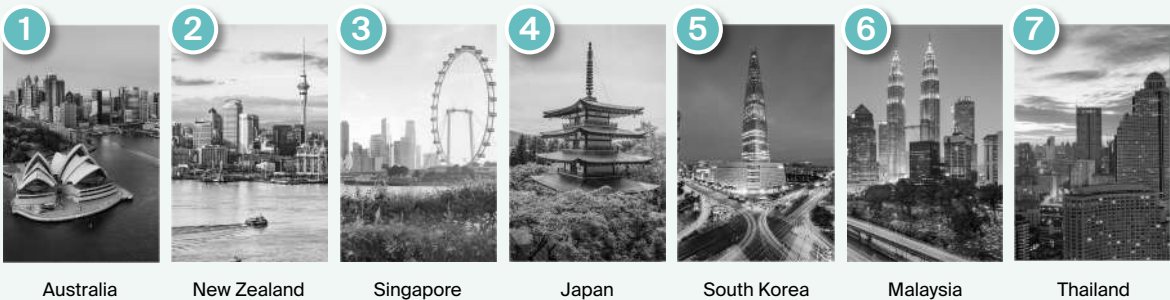 1 2 3 4 5 6 7
Australia New Zealand Singapore Japan South Korea Malaysia Thailand